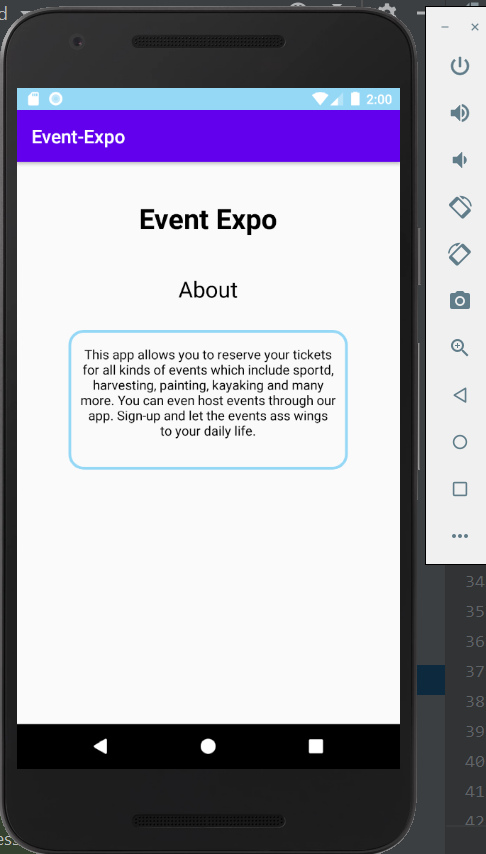 2:00
Event-Expo
Event Expo
About
This app allows you to reserve your tickets
for all kinds of events which include sportd,
harvesting, painting, kayaking and many
more. You can even host events through our
app. Sign-up and let the events ass wings
to your daily life.
34
35
36
37
38
39
40
41
42